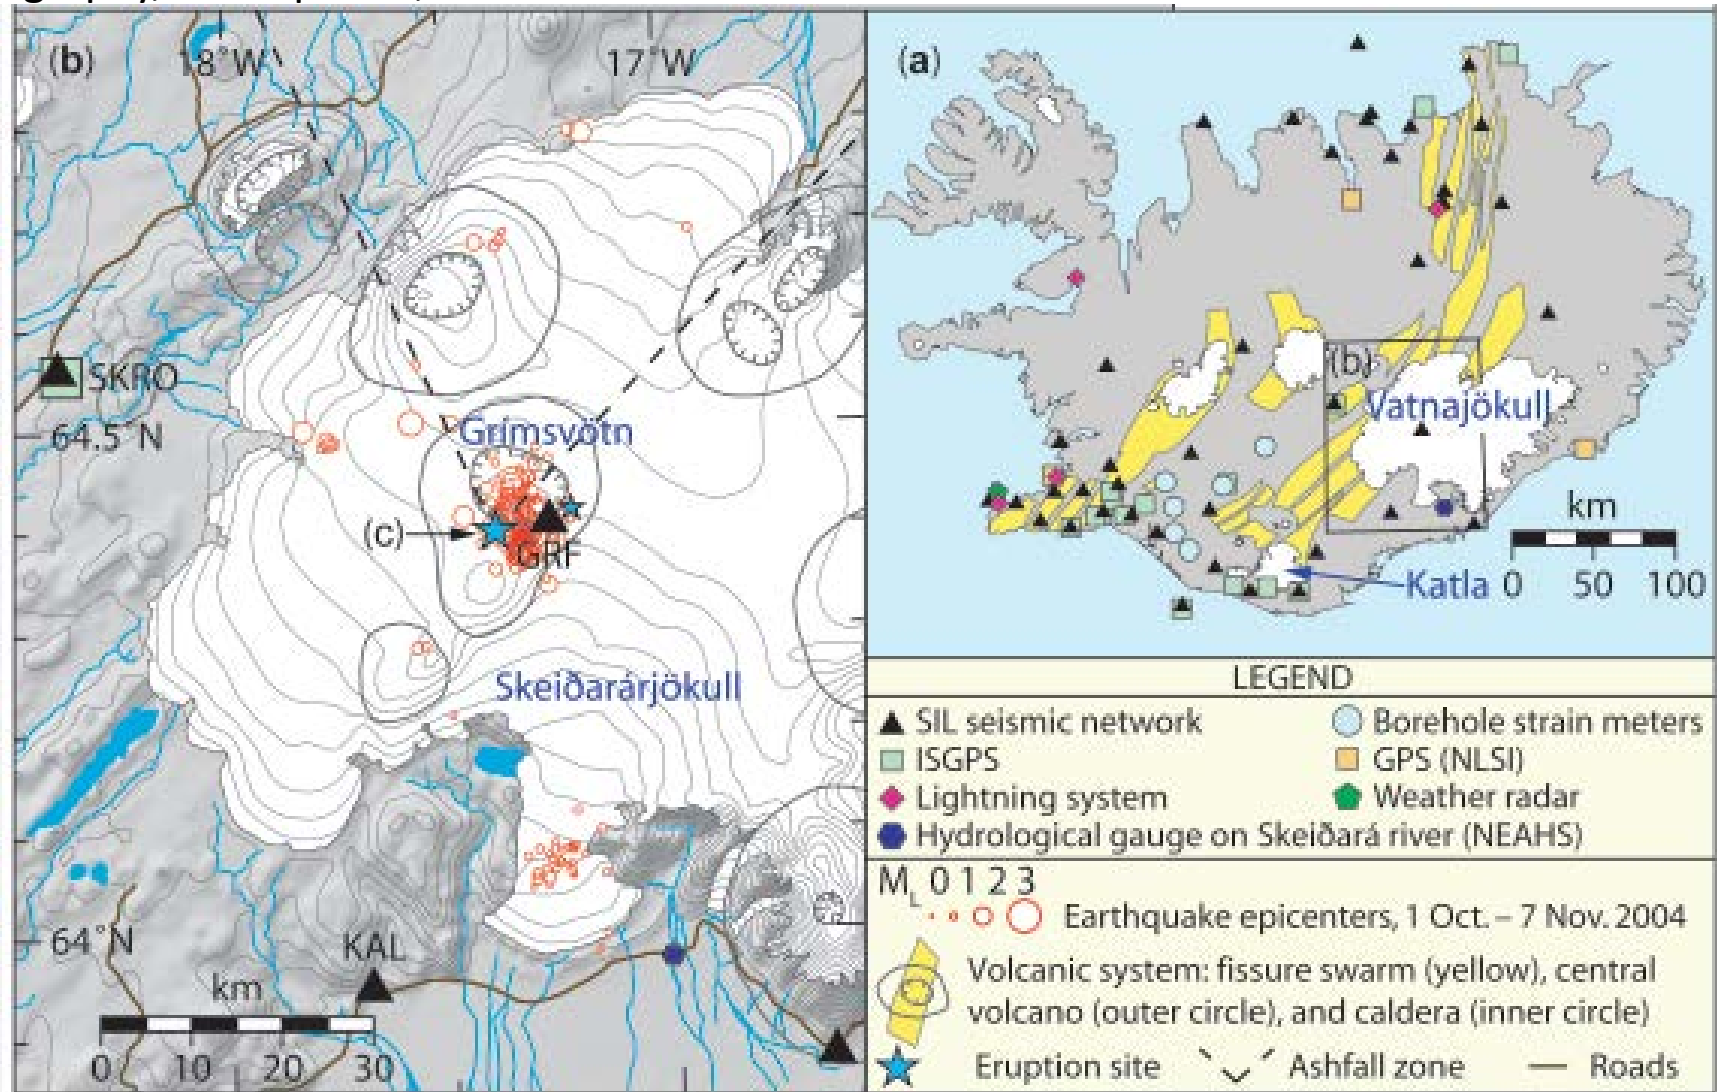 (b)
18°W
17°W
SKRO
64.5°N
Grímsvötn
(c)
GRF
Skeiðarárjökull
64°N
KAL
km
0 10 20 30
(a)
(b)
Vatnajökull
km
Katla
0 50 100
LEGEND
SIL seismic network
Borehole strain meters
ISGPS
GPS (NLSI)
Lightning system
Weather radar
Hydrological gauge on Skeiðará river (NEAHS)
ML 0 1 2 3
Earthquake epicenters, 1 Oct. – 7 Nov. 2004
Volcanic system: fissure swarm (yellow), central
volcano (outer circle), and caldera (inner circle)
Eruption site
Ashfall zone
Roads